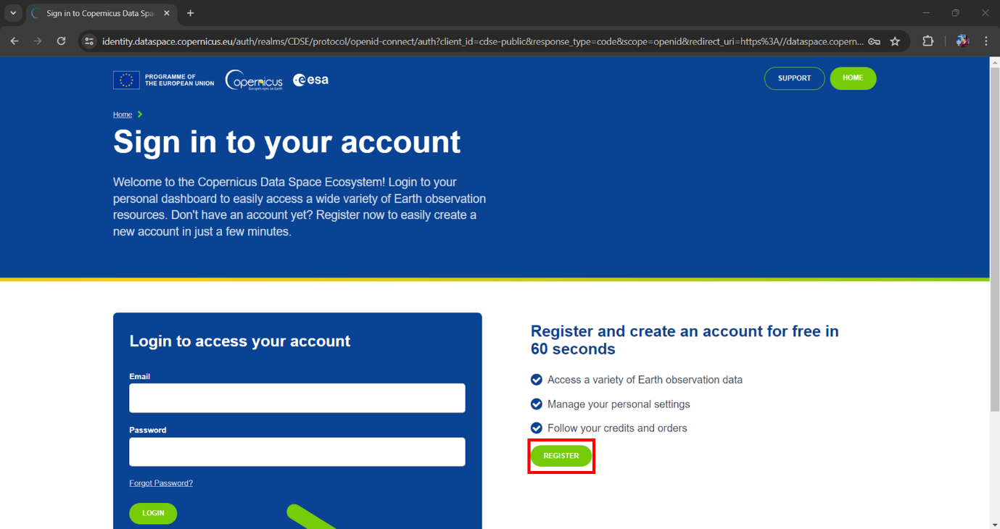 Sign in to Copernicus Data Spac
identity.dataspace.copernicus.eu/auth/realms/CDSE/protocol/openid-connect/auth?client_id=cdse-public&response_type=code&scope=openid&redirect_uri=https%3A//dataspace.copern...
PROGRAMME OF
THE EUROPEAN UNION
opernicus
Europe's eyes on Earth
esa
SUPPORT
HOME
Home
Sign in to your account
Welcome to the Copernicus Data Space Ecosystem! Login to your
personal dashboard to easily access a wide variety of Earth observation
resources. Don't have an account yet? Register now to easily create a
new account in just a few minutes.
Login to access your account
Email
Password
Forgot Password?
LOGIN
Register and create an account for free in
60 seconds
Access a variety of Earth observation data
Manage your personal settings
Follow your credits and orders
REGISTER